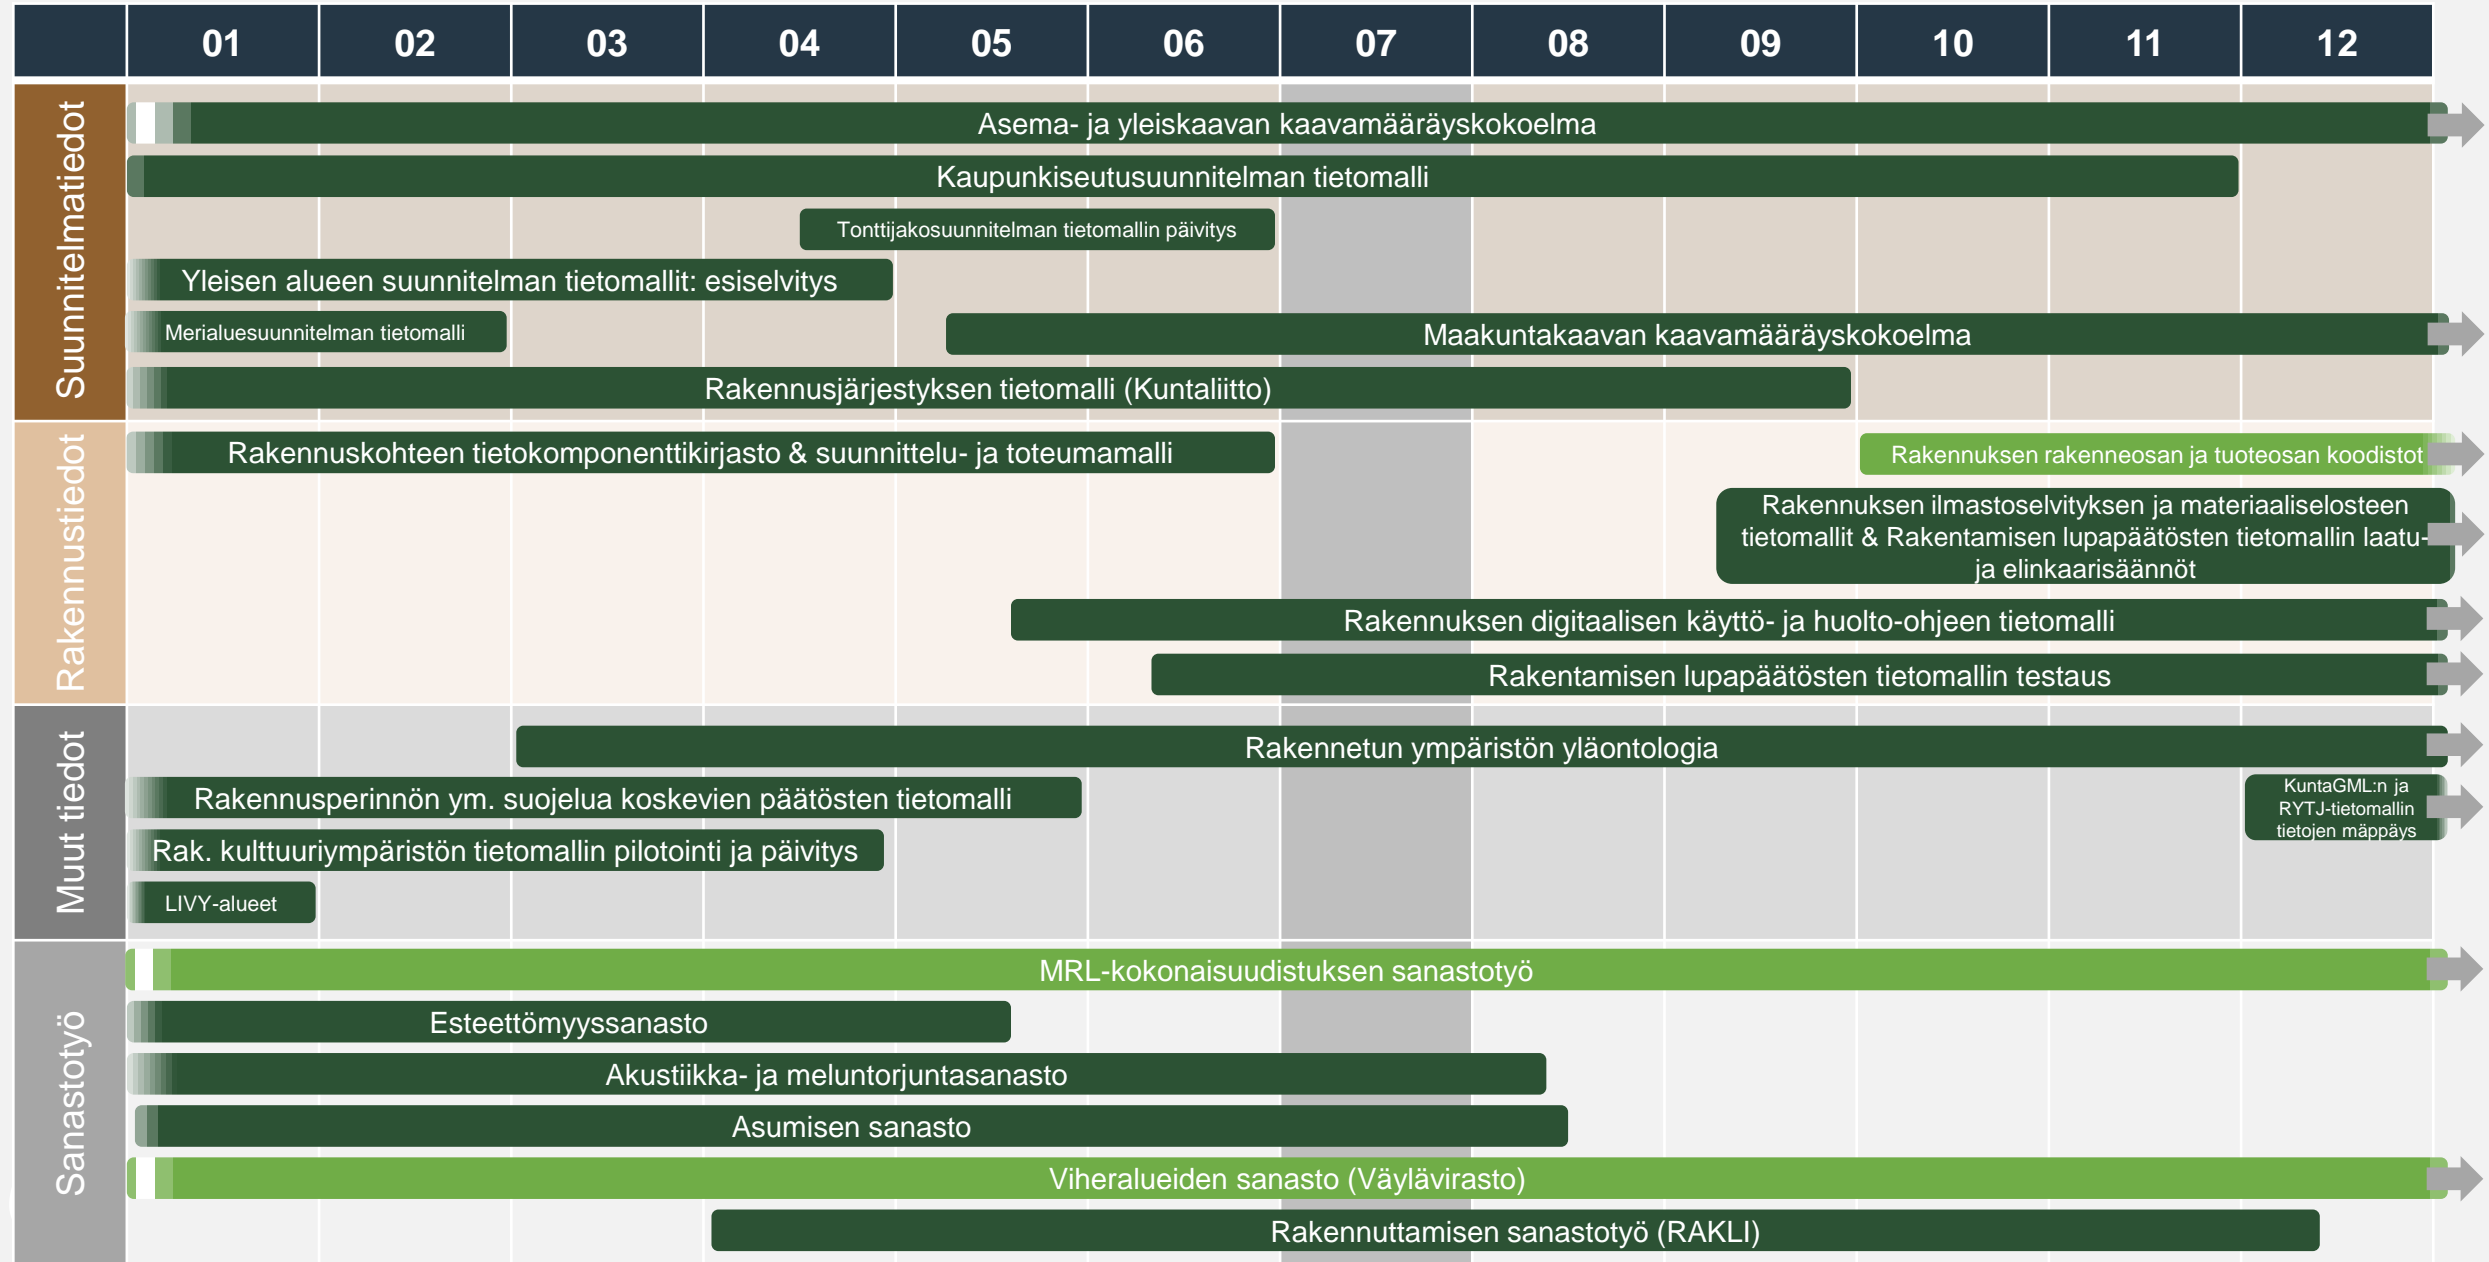 01 02 03 04 05 06 07 08 09 10 11 12
Suunnitelmatiedot
Asema- ja yleiskaavan kaavamääräyskokoelma
Kaupunkiseutusuunnitelman tietomalli
Tonttijakosuunnitelman tietomallin päivitys
Yleisen alueen suunnitelman tietomallit: esiselvitys
Merialuesuunnitelman tietomalli
Maakuntakaavan kaavamääräyskokoelma
Rakennusjärjestyksen tietomalli (Kuntaliitto)
Rakennustiedot
Rakennuskohteen tietokomponenttikirjasto & suunnittelu- ja toteumamalli
Rakennuksen rakenneosan ja tuoteosan koodistot
Rakennuksen ilmastoselvityksen ja materiaaliselosteen
tietomallit & Rakentamisen lupapäätösten tietomallin laatu-
ja elinkaarisäännöt
Rakennuksen digitaalisen käyttö- ja huolto-ohjeen tietomalli
Rakentamisen lupapäätösten tietomallin testaus
Muut tiedot
Rakennetun ympäristön yläontologia
Rakennusperinnön ym. suojelua koskevien päätösten tietomalli
KuntaGML:n ja
RYTJ-tietomallin
tietojen mäppäys
Rak. kulttuuriympäristön tietomallin pilotointi ja päivitys
LIVY-alueet
Sanastotyö
MRL-kokonaisuudistuksen sanastotyö
Esteettömyyssanasto
Akustiikka- ja meluntorjuntasanasto
Asumisen sanasto
Viheralueiden sanasto (Väylävirasto)
Rakennuttamisen sanastotyö (RAKLI)